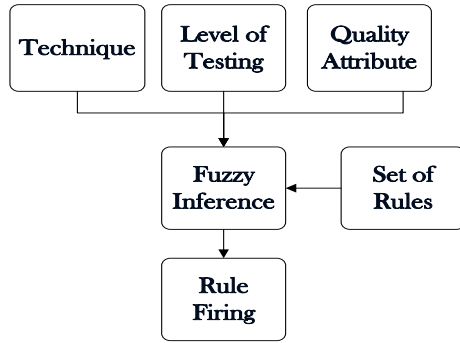 Technique
Level of
Testing
Quality
Attribute
Fuzzy
Inference
Set of
Rules
Rule
Firing